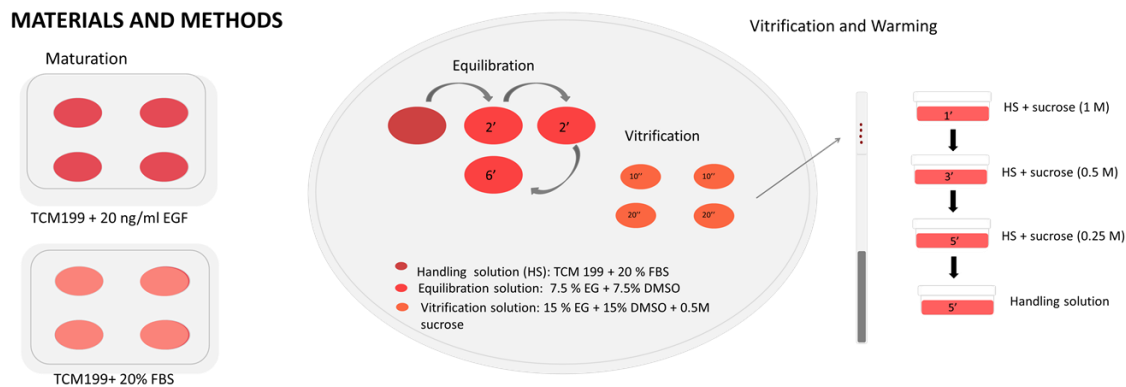 MATERIALS AND METHODS
Maturation
TCM199 + 20 ng/ml EGF
TCM199+ 20% FBS
Equilibration
2’
2’
6’
Vitrification
10’’
10’’
20’’
20’’
Handling solution (HS): TCM 199 + 20 % FBS
Equilibration solution: 7.5 % EG + 7.5% DMSO
Vitrification solution: 15 % EG + 15% DMSO + 0.5M
sucrose
Vitrification and Warming
1’
HS + sucrose (1 M)
3’
HS + sucrose (0.5 M)
5’
HS + sucrose (0.25 M)
5’
Handling solution